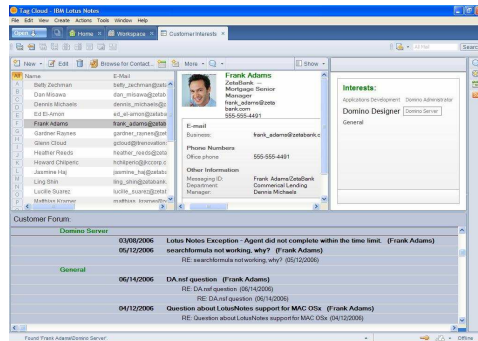 Tag Cloud - IBM Lotus Notes
File Edit View Create Actions Tools Window Help
Home Workspace Customer Interests
All Mail Search
New Edit Browse for Contact... More Show
Name E-Mail
Betty Zechman betty_zechman@zeta
Dan Misawa dan_misawa@zetab
Dennis Michaels dennis_michaels@z
Ed El-Amon ed_el-amon@zetaba
Frank Adams frank_adams@zetab
Gardner Raynes gardner_raynes@zet
Glenn Cloud gcloud@trenovation
Heather Reeds heather_reeds@zeta
Howard Chilperic hchilperic@jkccorp.c
Jasmine Haj jasmine_haj@zetab
Ling Shin ling_shin@zetabank
Lucille Suarez lucille_suarez@zetab
Matthias Kramer matthias_kramer@z
Frank Adams
ZetaBank —
Mortgage Senior
Manager
frank_adams@zeta
bank.com
555-555-4491
E-mail
Business: frank_adams@zetabank.c
Phone Numbers
Office phone 555-555-4491
Other Information
Messaging ID: Frank Adams/ZetaBank
Department: Commerical Lending
Manager: Dennis Michaels
Interests:
Applications Development Domino Administrator
Domino Designer Domino Server
General
Customer Forum:
Domino Server
03/08/2006 Lotus Notes Exception - Agent did not complete within the time limit. (Frank Adams)
05/12/2006 searchformula not working, why? (Frank Adams)
RE: searchformula not working, why? (05/12/2006)
General
06/14/2006 DA.nsf question (Frank Adams)
RE: DA.nsf question (06/14/2006)
RE: DA.nsf question (06/14/2006)
04/12/2006 Question about LotusNotes support for MAC OSx (Frank Adams)
RE: Question about LotusNotes support for MAC OSx (04/12/2006)
Found 'Frank Adams\Domino Server' Offline